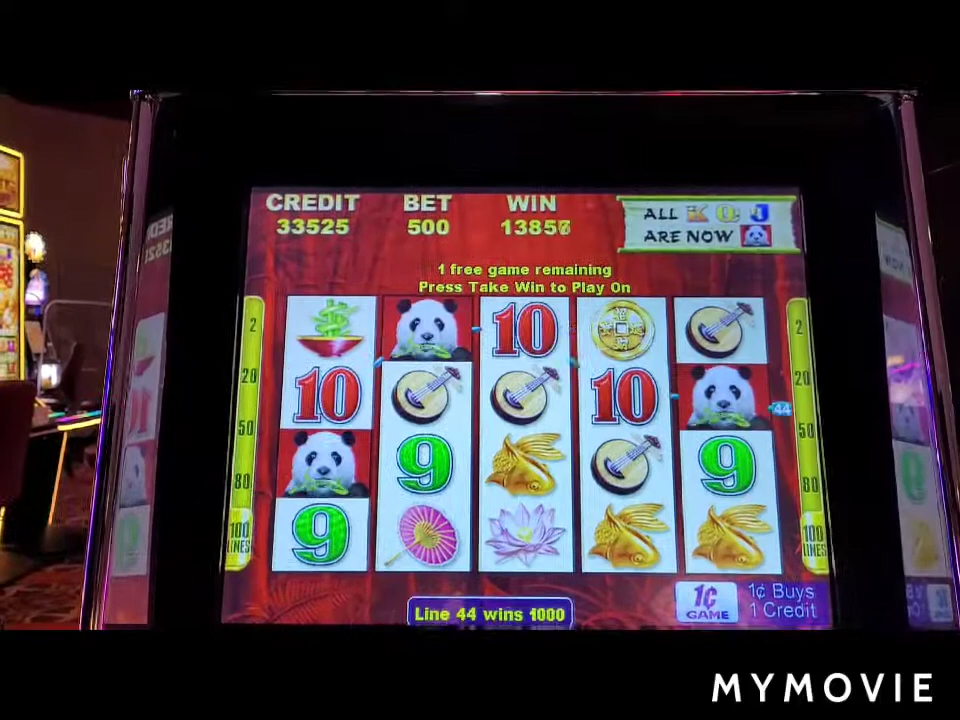 CREDIT BET WIN
33525 500 13857
ALL K Q J
ARE NOW
1 free game remaining
Press Take Win to Play On
2 2
10 10
20 10 20
44
50 9 9 50
80 80
9
100 LINES 100 LINES
1¢ GAME
1¢ Buys
1 Credit
Line 44 wins 1000
MYMOVIE